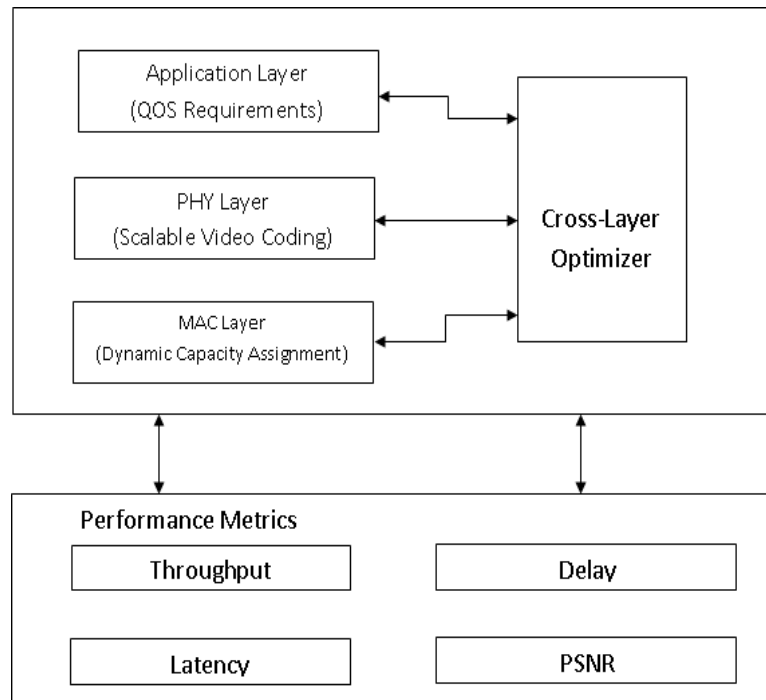 Application Layer
(QOS Requirements)
PHY Layer
(Scalable Video Coding)
MAC Layer
(Dynamic Capacity Assignment)
Cross-Layer
Optimizer
Performance Metrics
Throughput
Delay
Latency
PSNR